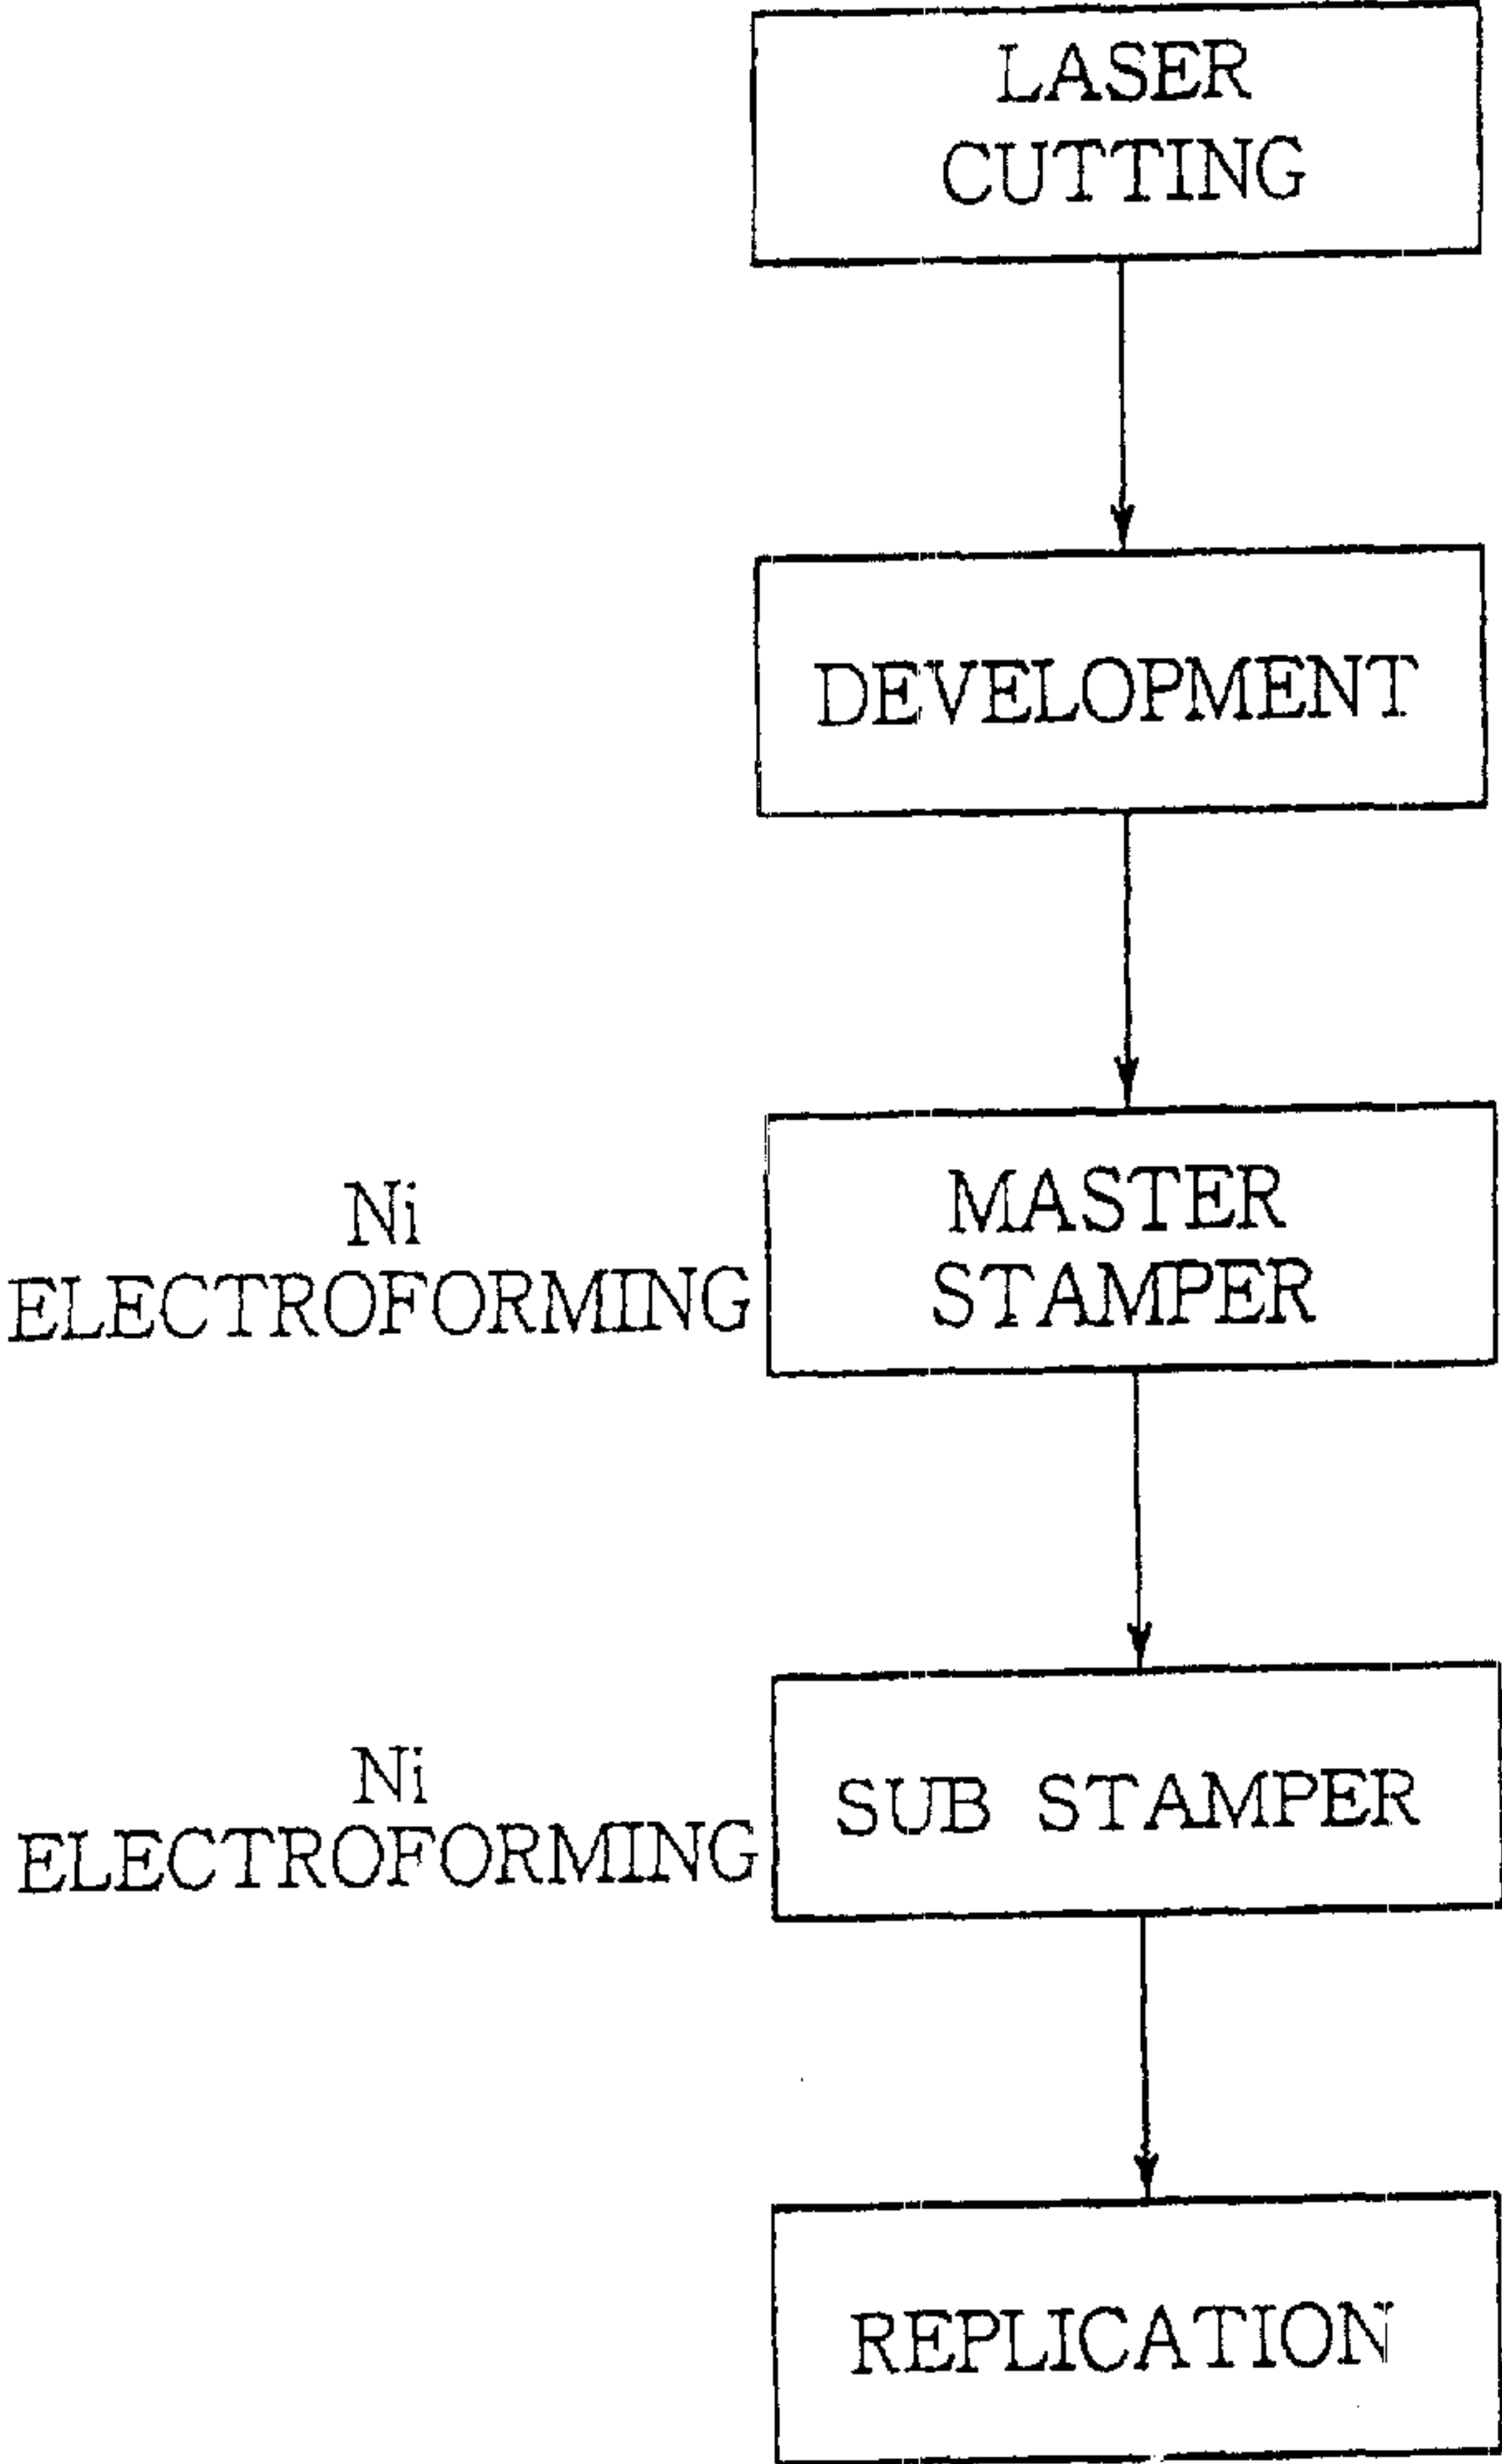 LASER
CUTTING
DEVELOPMENT
Ni
ELECTROFORMING
MASTER
STAMPER
Ni
ELECTROFORMING
SUB STAMPER
REPLICATION